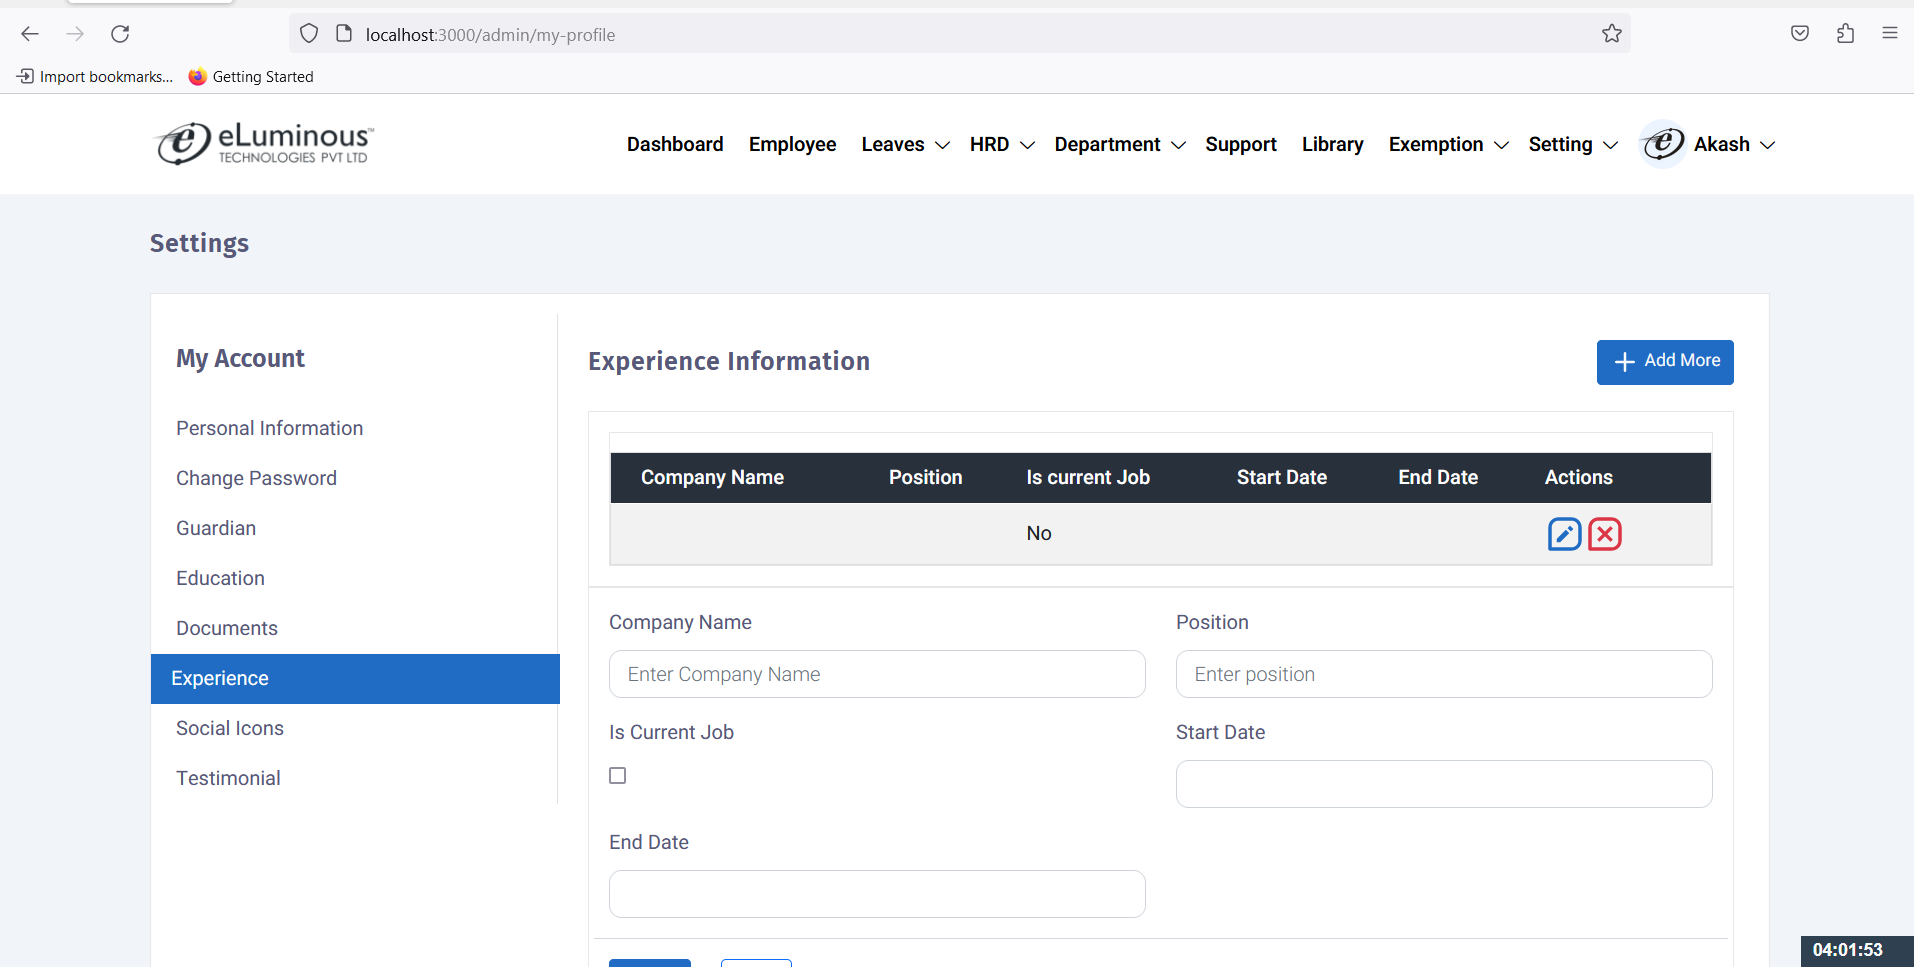 localhost:3000/admin/my-profile
Import bookmarks... Getting Started
eLuminous™
TECHNOLOGIES PVT LTD
Dashboard Employee Leaves HRD Department Support Library Exemption Setting Akash
Settings
My Account
Personal Information
Change Password
Guardian
Education
Documents
Experience
Social Icons
Testimonial
Experience Information
Add More
Company Name Position Is current Job Start Date End Date Actions
No
Company Name Position
Enter Company Name Enter position
Is Current Job Start Date
End Date
04:01:53